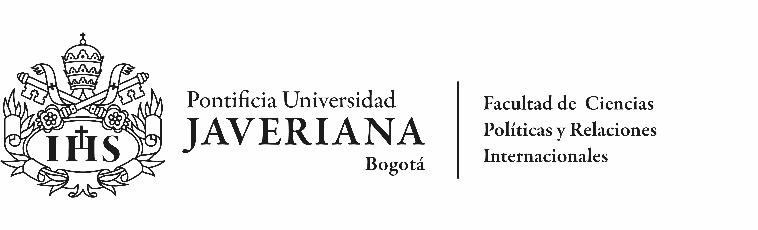 IHS
Pontificia Universidad
JAVERIANA
Bogotá
Facultad de Ciencias
Políticas y Relaciones
Internacionales